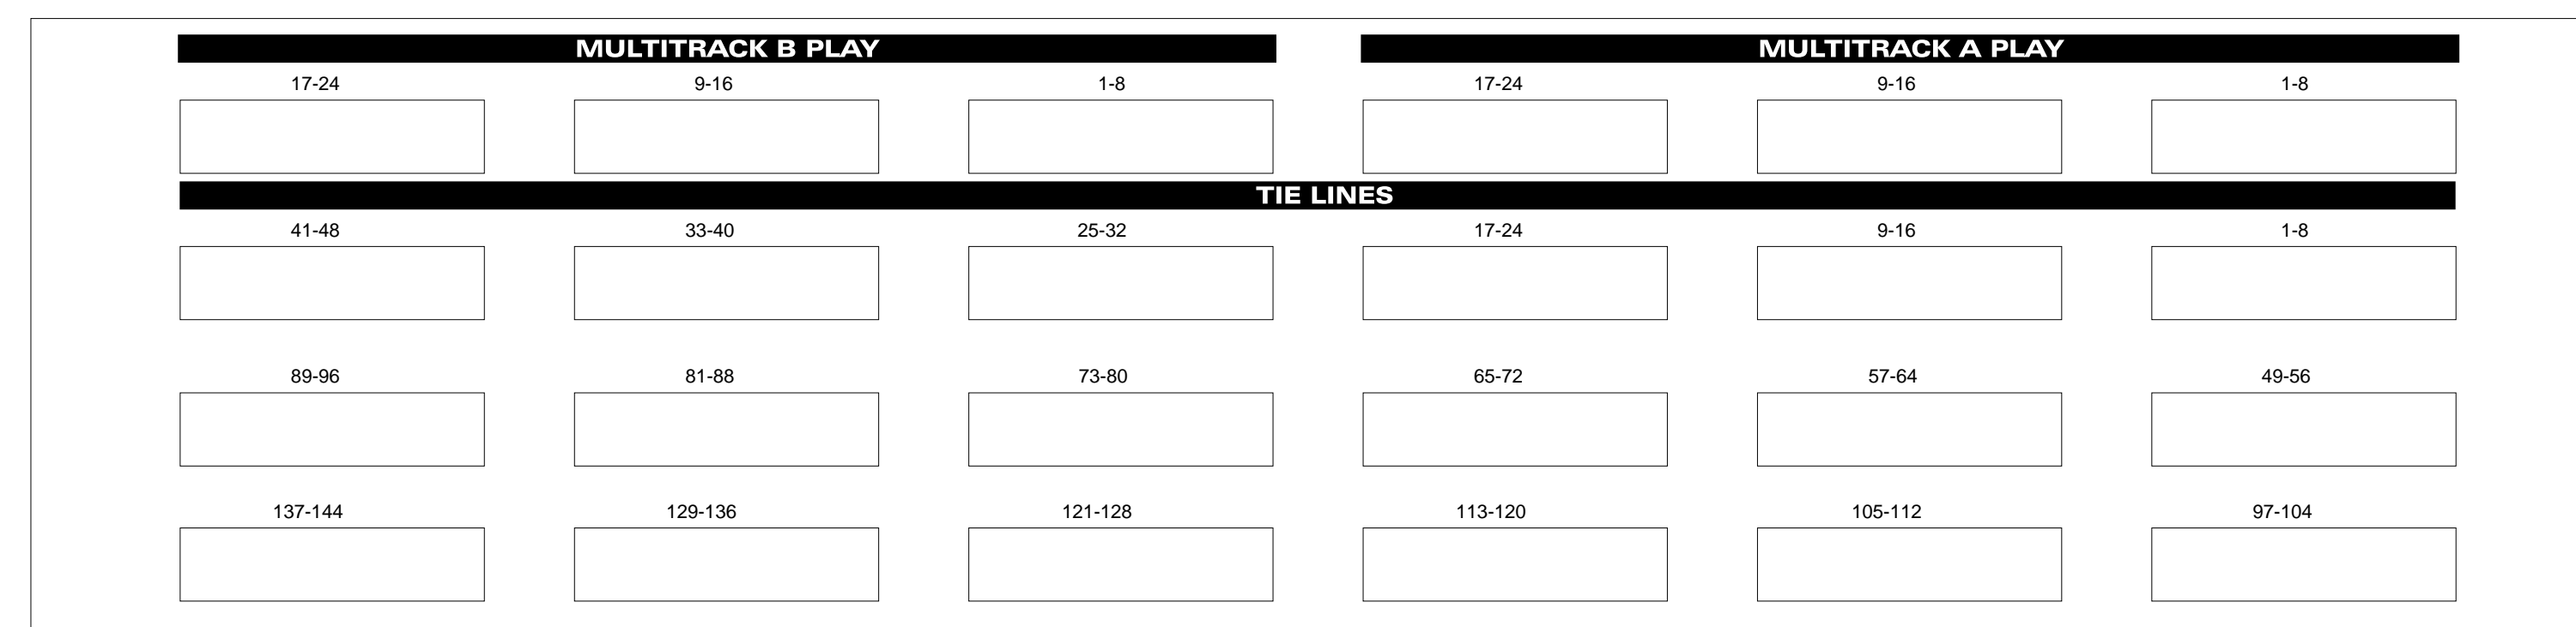 MULTITRACK B PLAY MULTITRACK A PLAY
17-24 9-16 1-8 17-24 9-16 1-8
TIE LINES
41-48 33-40 25-32 17-24 9-16 1-8
89-96 81-88 73-80 65-72 57-64 49-56
137-144 129-136 121-128 113-120 105-112 97-104